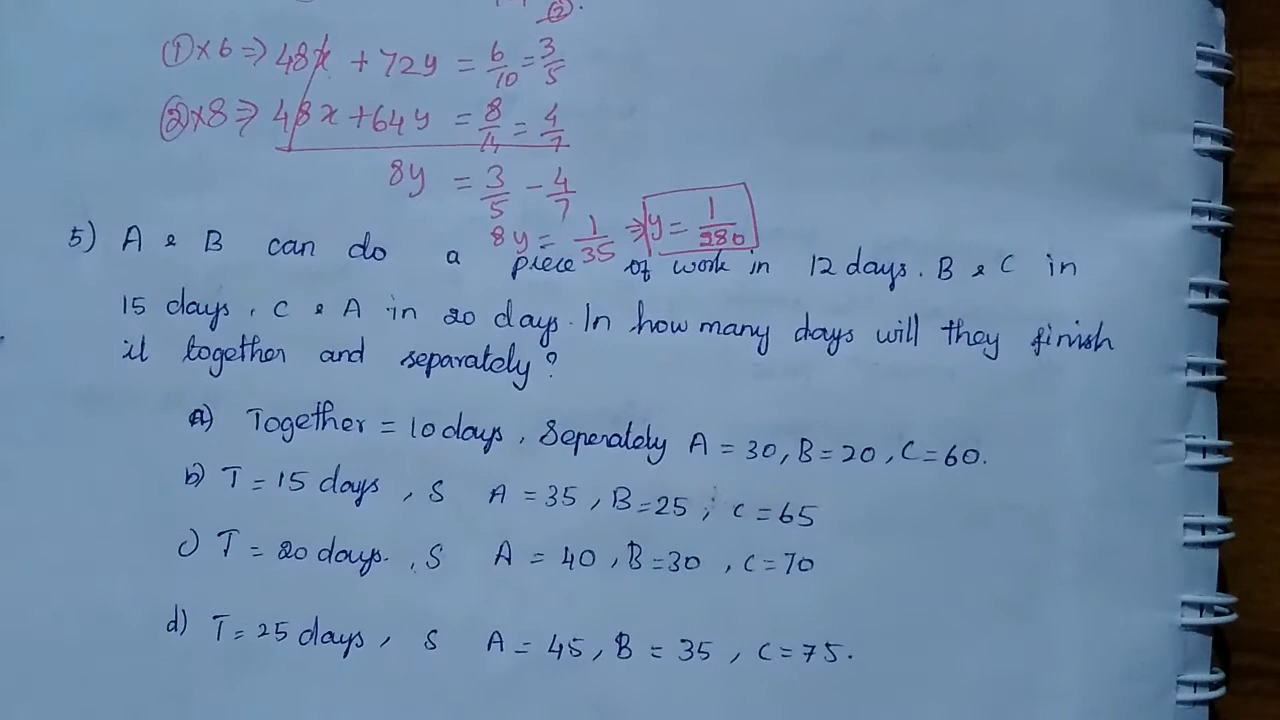 ②.
①×6 ⇒ 48x + 72y = 6/10 = 3/5
②×8 ⇒ 48x + 64y = 8/14 = 4/7
8y = 3/5 - 4/7
8y = 1/35 ⇒ y = 1/280
5) A & B can do a piece of work in 12 days. B & C in
15 days, C & A in 20 days. In how many days will they finish
it together and separately?
a) Together = 10 days, Seperately A = 30, B = 20, C = 60.
b) T = 15 days, S A = 35, B = 25, C = 65
c) T = 20 days., S A = 40, B = 30, C = 70
d) T = 25 days, S A = 45, B = 35, C = 75.